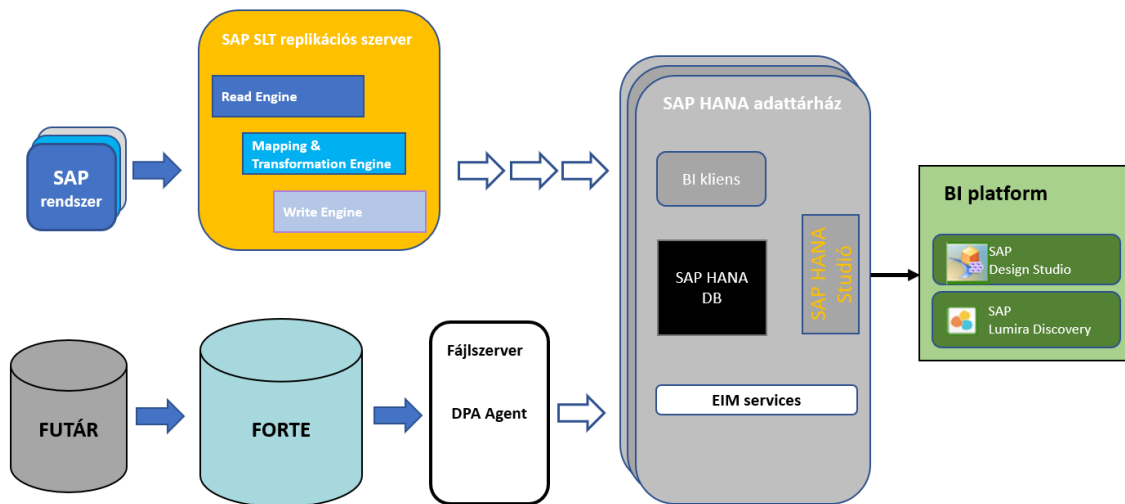 SAP SLT replikációs szerver
Read Engine
Mapping &
Transformation Engine
Write Engine
SAP
rendszer
SAP HANA adattárház
BI kliens
SAP HANA
DB
SAP HANA
Studió
EIM services
BI platform
SAP
Design Studio
SAP
Lumira Discovery
FUTÁR
FORTE
Fájlszerver
DPA Agent